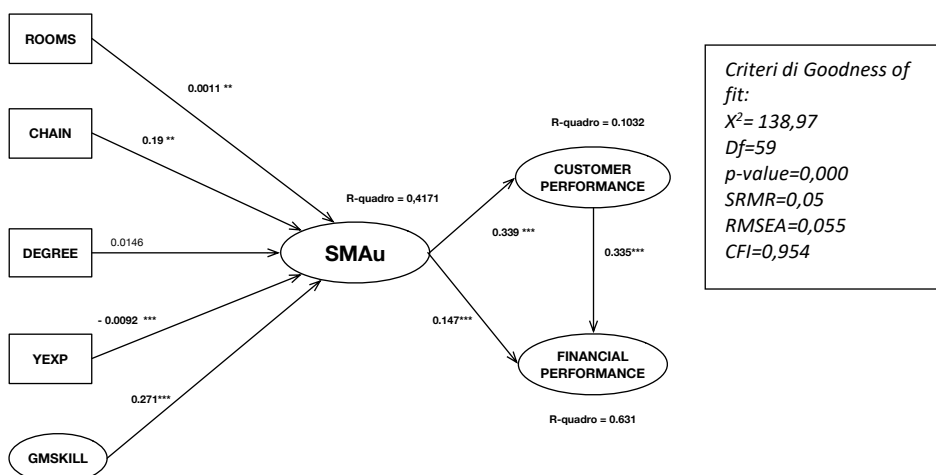 ROOMS
0.0011 **
CHAIN
0.19 **
R-quadro = 0,4171
DEGREE
0.0146
SMAu
- 0.0092 ***
YEXP
0.271***
GMSKILL
R-quadro = 0.1032
CUSTOMER
PERFORMANCE
0.339 ***
0.335***
0.147***
FINANCIAL
PERFORMANCE
R-quadro = 0.631
Criteri di Goodness of
fit:
X²= 138,97
Df=59
p-value=0,000
SRMR=0,05
RMSEA=0,055
CFI=0,954